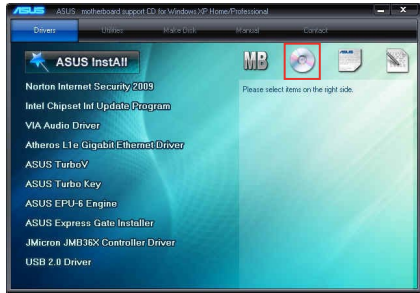 ASUS ASUS motherboard support CD for Windows XP Home/Professional
Drivers Utilities Make Disk Manual Contact
ASUS InstAll
MB
Norton Internet Security 2009
Please select items on the right side.
Intel Chipset Inf Update Program
VIA Audio Driver
Atheros L1e Gigabit Ethernet Driver
ASUS TurboV
ASUS Turbo Key
ASUS EPU-6 Engine
ASUS Express Gate Installer
JMicron JMB36X Controller Driver
USB 2.0 Driver